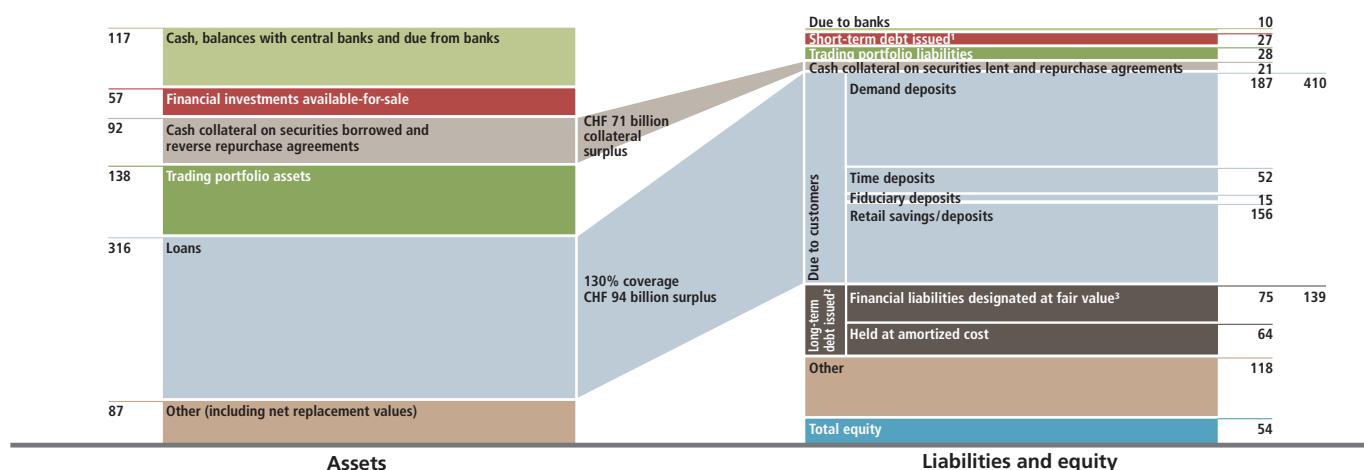 117
Cash, balances with central banks and due from banks
57
Financial investments available-for-sale
92
Cash collateral on securities borrowed and
reverse repurchase agreements
138
Trading portfolio assets
316
Loans
87
Other (including net replacement values)
Assets
CHF 71 billion
collateral
surplus
130% coverage
CHF 94 billion surplus
Due to banks 10
Short-term debt issued¹ 27
Trading portfolio liabilities 28
Cash collateral on securities lent and repurchase agreements 21
Due to customers
Demand deposits 187 410
Time deposits 52
Fiduciary deposits 15
Retail savings/deposits 156
Long-term
debt issued²
Financial liabilities designated at fair value³ 75 139
Held at amortized cost 64
Other 118
Total equity 54
Liabilities and equity